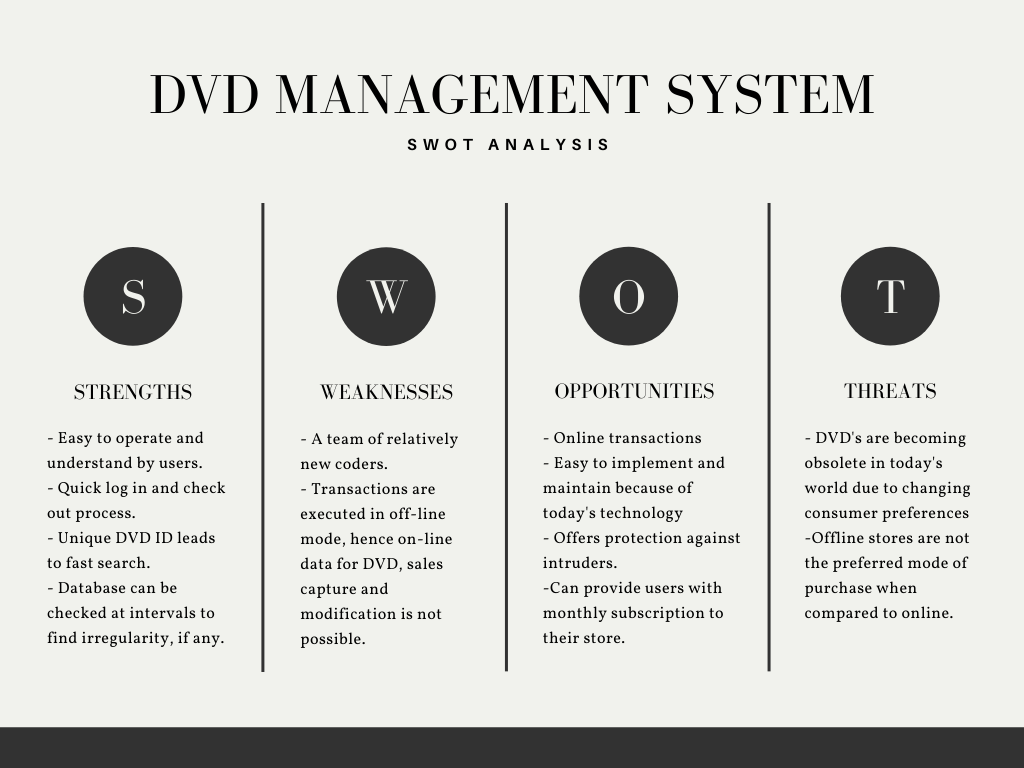 DVD MANAGEMENT SYSTEM
SWOT ANALYSIS
S
STRENGTHS
- Easy to operate and
understand by users.
- Quick log in and check
out process.
- Unique DVD ID leads
to fast search.
- Database can be
checked at intervals to
find irregularity, if any.
W
WEAKNESSES
- A team of relatively
new coders.
- Transactions are
executed in off-line
mode, hence on-line
data for DVD, sales
capture and
modification is not
possible.
O
OPPORTUNITIES
- Online transactions
- Easy to implement and
maintain because of
today's technology
- Offers protection against
intruders.
-Can provide users with
monthly subscription to
their store.
T
THREATS
- DVD's are becoming
obsolete in today's
world due to changing
consumer preferences
-Offline stores are not
the preferred mode of
purchase when
compared to online.